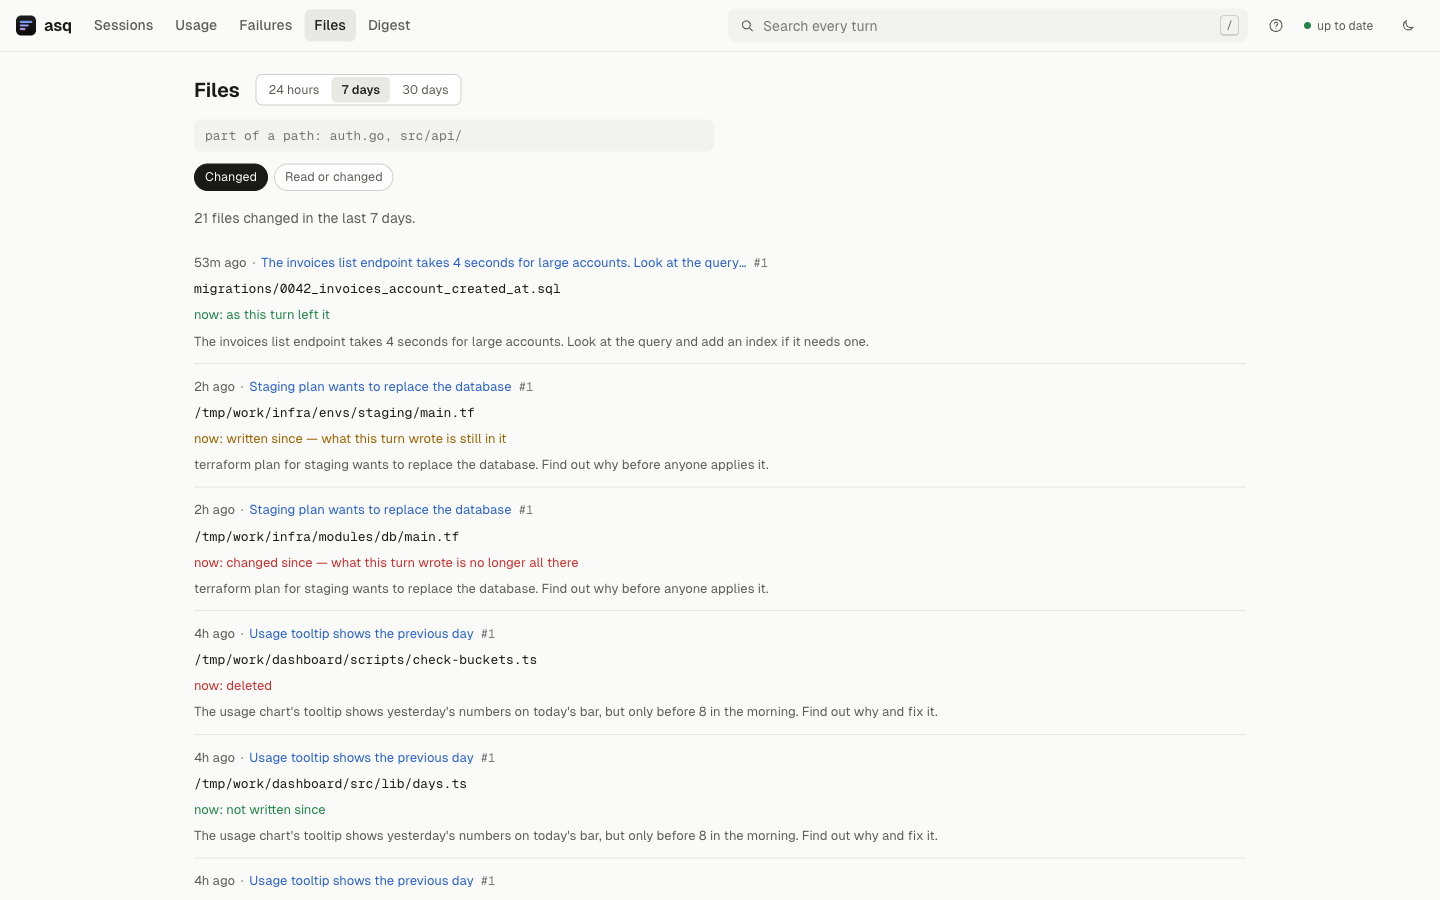 asq Sessions Usage Failures Files Digest Search every turn / up to date
Files 24 hours 7 days 30 days
part of a path: auth.go, src/api/
Changed Read or changed
21 files changed in the last 7 days.
53m ago · The invoices list endpoint takes 4 seconds for large accounts. Look at the query… #1
migrations/0042_invoices_account_created_at.sql
now: as this turn left it
The invoices list endpoint takes 4 seconds for large accounts. Look at the query and add an index if it needs one.
2h ago · Staging plan wants to replace the database #1
/tmp/work/infra/envs/staging/main.tf
now: written since — what this turn wrote is still in it
terraform plan for staging wants to replace the database. Find out why before anyone applies it.
2h ago · Staging plan wants to replace the database #1
/tmp/work/infra/modules/db/main.tf
now: changed since — what this turn wrote is no longer all there
terraform plan for staging wants to replace the database. Find out why before anyone applies it.
4h ago · Usage tooltip shows the previous day #1
/tmp/work/dashboard/scripts/check-buckets.ts
now: deleted
The usage chart's tooltip shows yesterday's numbers on today's bar, but only before 8 in the morning. Find out why and fix it.
4h ago · Usage tooltip shows the previous day #1
/tmp/work/dashboard/src/lib/days.ts
now: not written since
The usage chart's tooltip shows yesterday's numbers on today's bar, but only before 8 in the morning. Find out why and fix it.
4h ago · Usage tooltip shows the previous day #1